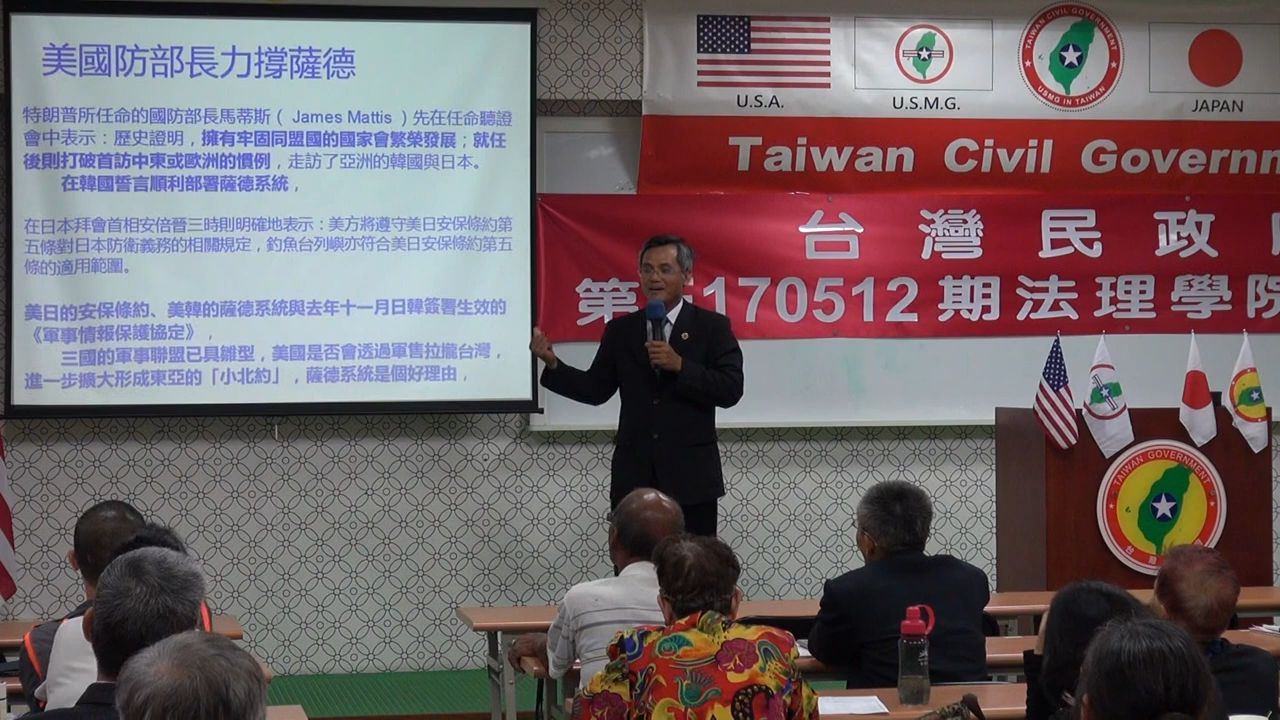 美國防部長力撐薩德
特朗普所任命的國防部長馬蒂斯（ James Mattis ）先在任命聽證
會中表示：歷史證明，擁有牢固同盟國的國家會繁榮發展；就任
後則打破首訪中東或歐洲的慣例，走訪了亞洲的韓國與日本。
在韓國誓言順利部署薩德系統，
在日本拜會首相安倍晉三時則明確地表示：美方將遵守美日安保條約第
五條對日本防衛義務的相關規定，釣魚台列嶼亦符合美日安保條約第五
條的適用範圍。
美日的安保條約、美韓的薩德系統與去年十一月日韓簽署生效的
《軍事情報保護協定》，
三國的軍事聯盟已具雛型，美國是否會透過軍售拉攏台灣，
進一步擴大形成東亞的「小北約」，薩德系統是個好理由，
U.S.A.
U.S.M.G.
TAIWAN CIVIL GOVERNMENT
USMG IN TAIWAN
JAPAN
Taiwan Civil Governm
台灣民政
第 170512期法理學院
TAIWAN GOVERNMENT